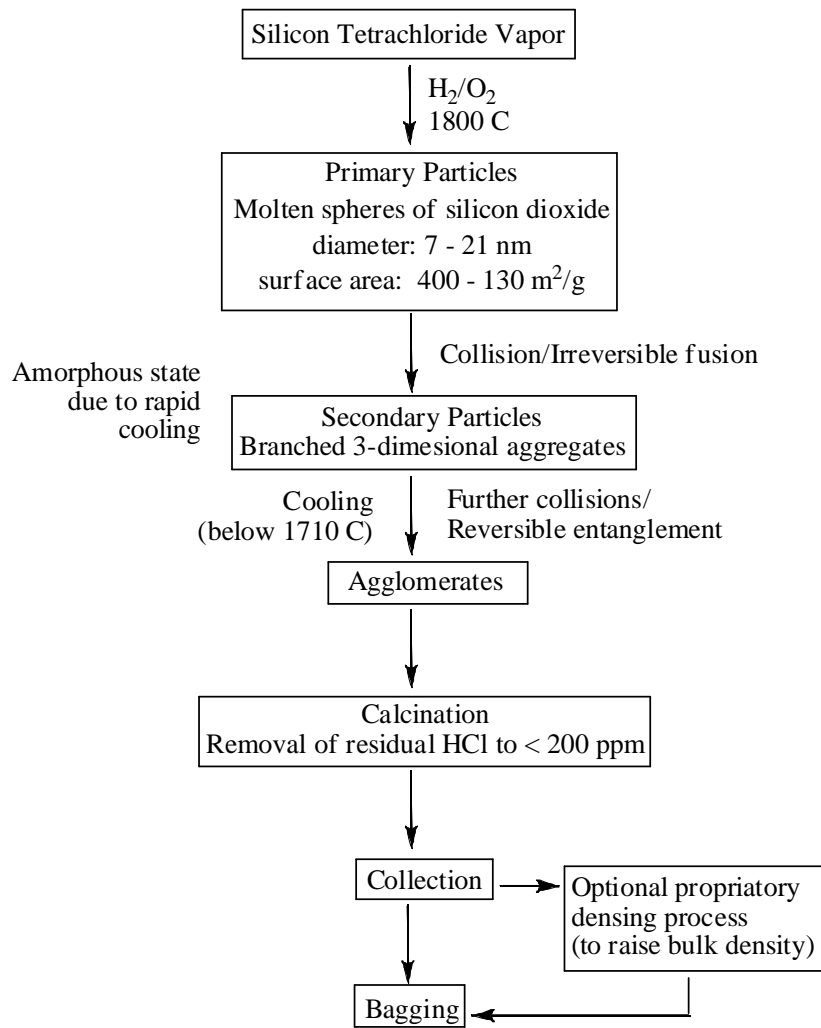 Silicon Tetrachloride Vapor
H2/O2
1800 C
Primary Particles
Molten spheres of silicon dioxide
diameter: 7 - 21 nm
surface area: 400 - 130 m²/g
Collision/Irreversible fusion
Amorphous state
due to rapid
cooling
Secondary Particles
Branched 3-dimesional aggregates
Cooling
(below 1710 C)
Further collisions/
Reversible entanglement
Agglomerates
Calcination
Removal of residual HCl to < 200 ppm
Collection
Optional propriatory
densing process
(to raise bulk density)
Bagging